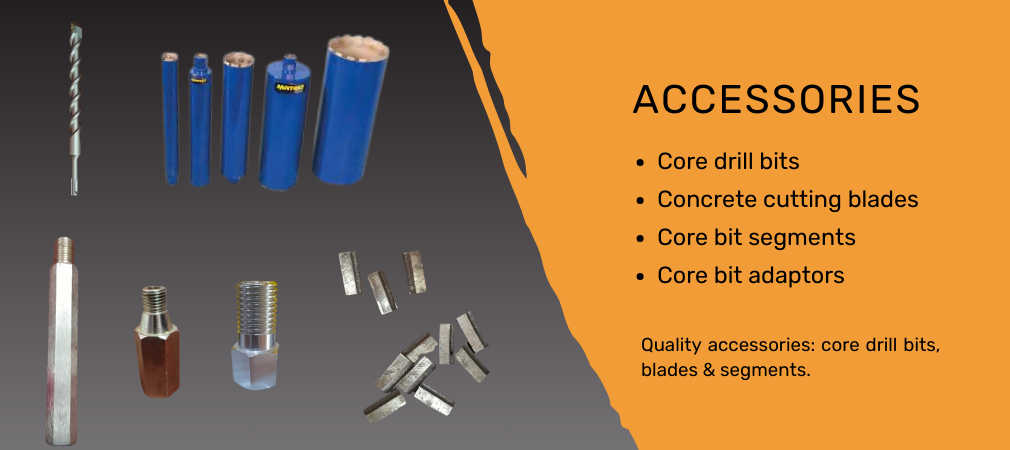 ACCESSORIES
• Core drill bits
• Concrete cutting blades
• Core bit segments
• Core bit adaptors
Quality accessories: core drill bits,
blades & segments.